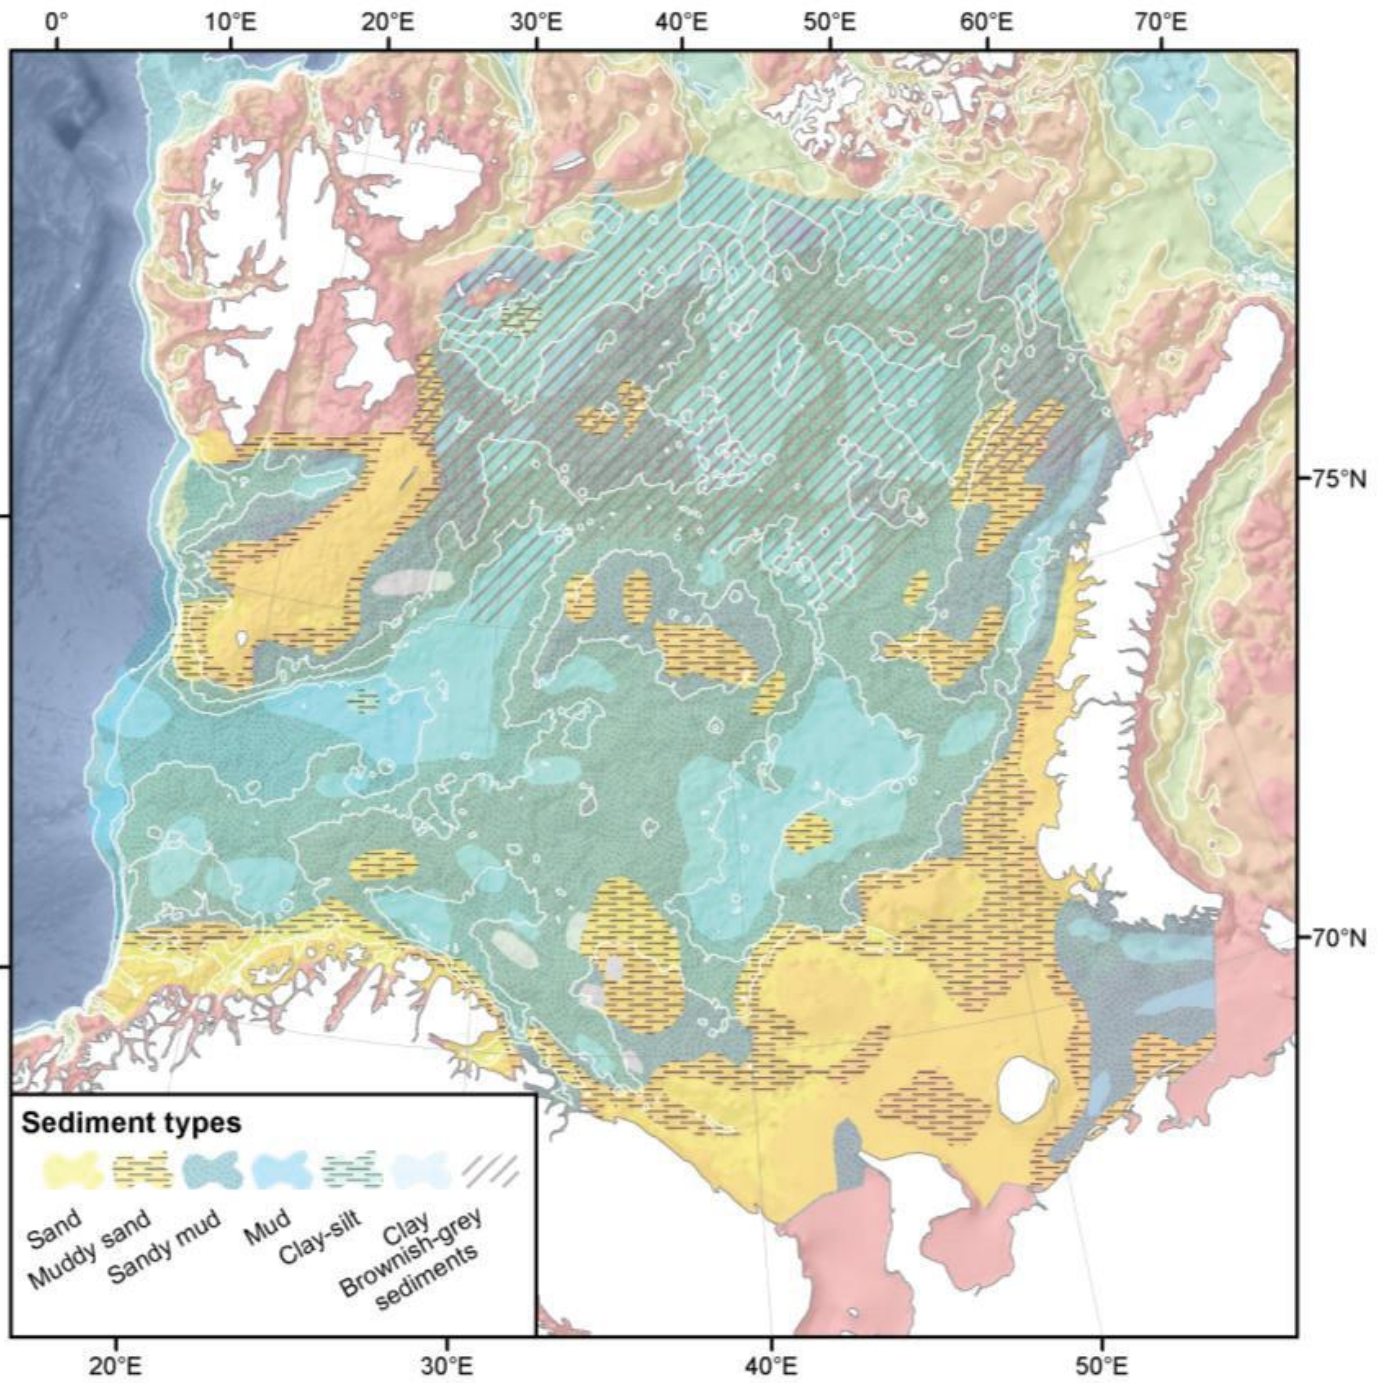 0° 10°E 20°E 30°E 40°E 50°E 60°E 70°E
75°N
70°N
Sediment types
Sand
Muddy sand
Sandy mud
Mud
Clay-silt
Clay
Brownish-grey
sediments
20°E 30°E 40°E 50°E